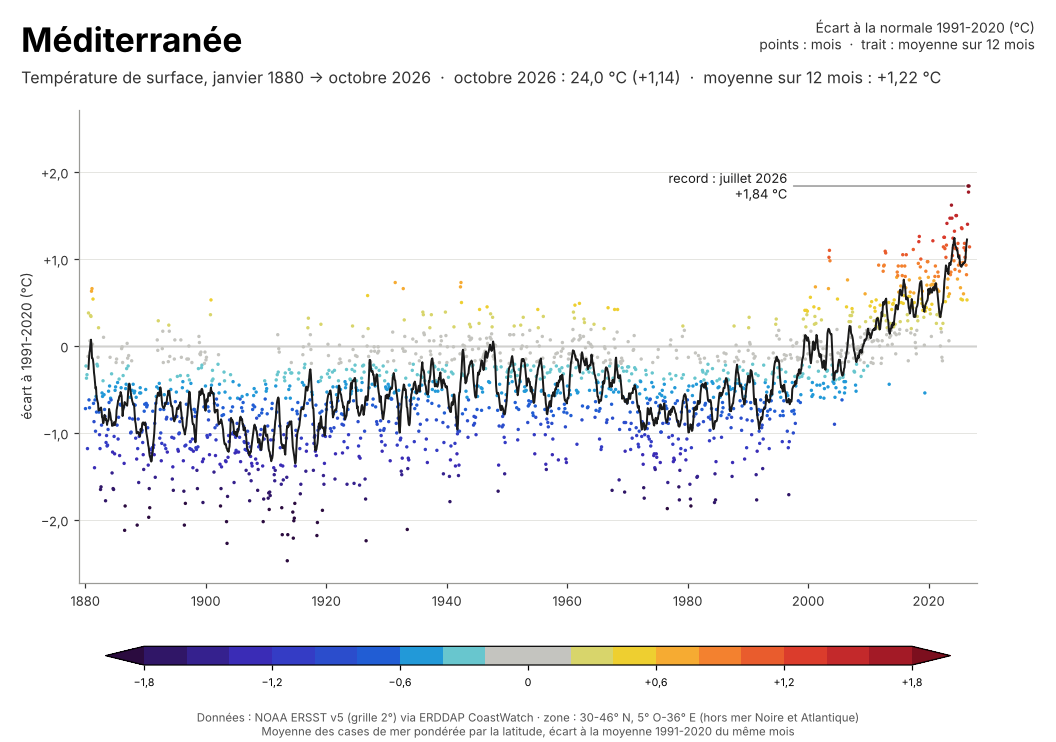 Méditerranée
Écart à la normale 1991-2020 (°C)
points : mois · trait : moyenne sur 12 mois
Température de surface, janvier 1880 → octobre 2026 · octobre 2026 : 24,0 °C (+1,14) · moyenne sur 12 mois : +1,22 °C
écart à 1991-2020 (°C)
+2,0
+1,0
0
−1,0
−2,0
record : juillet 2026
+1,84 °C
1880 1900 1920 1940 1960 1980 2000 2020
−1,8 −1,2 −0,6 0 +0,6 +1,2 +1,8
Données : NOAA ERSST v5 (grille 2°) via ERDDAP CoastWatch · zone : 30-46° N, 5° O-36° E (hors mer Noire et Atlantique)
Moyenne des cases de mer pondérée par la latitude, écart à la moyenne 1991-2020 du même mois